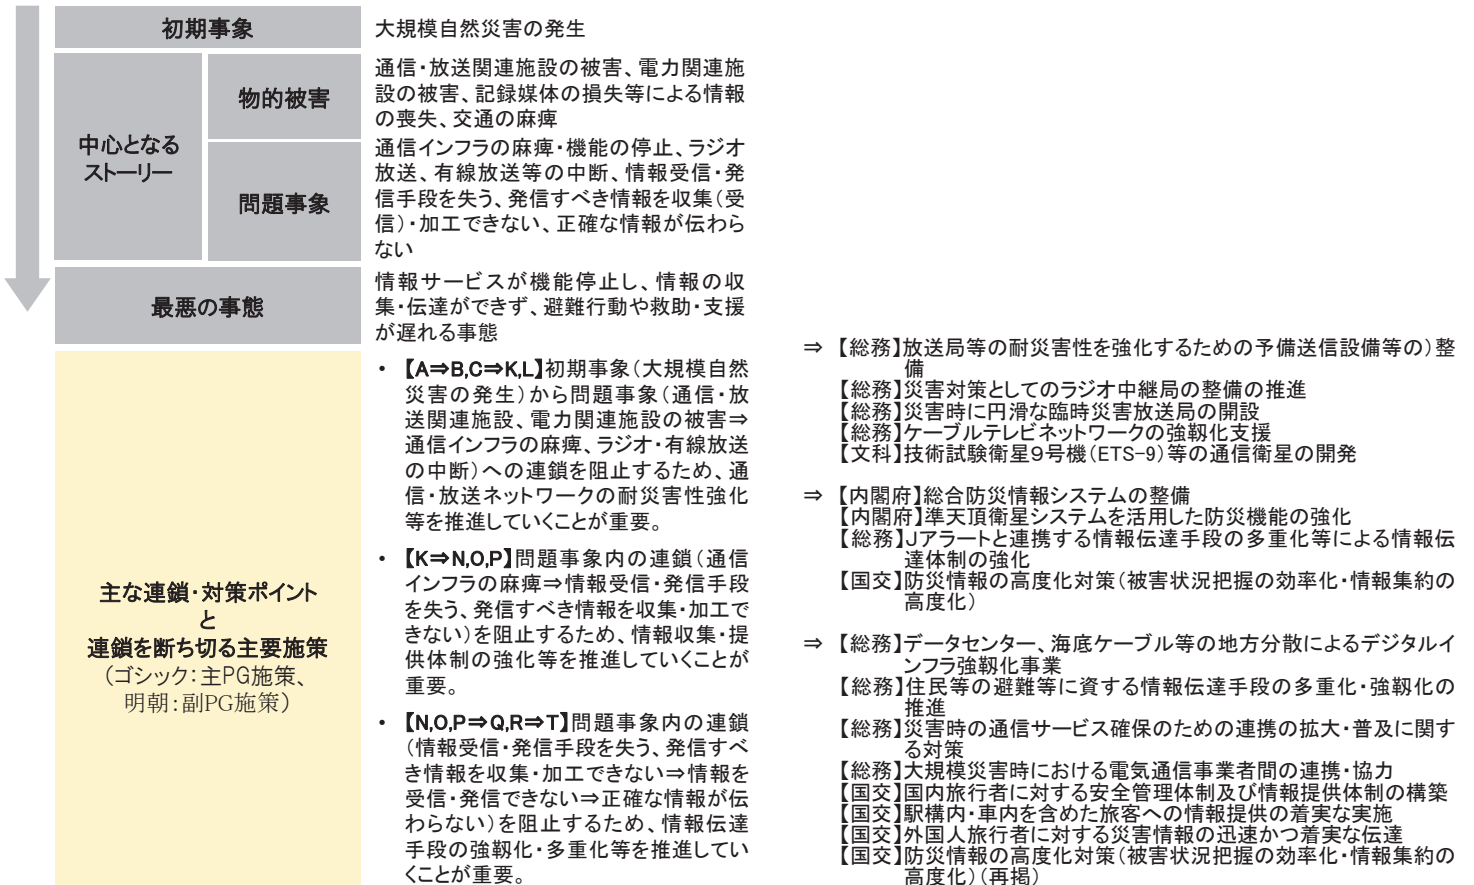 初期事象
大規模自然災害の発生
中心となる
ストーリー
物的被害
通信・放送関連施設の被害、電力関連施
設の被害、記録媒体の損失等による情報
の喪失、交通の麻痺
問題事象
通信インフラの麻痺・機能の停止、ラジオ
放送、有線放送等の中断、情報受信・発
信手段を失う、発信すべき情報を収集（受
信）・加工できない、正確な情報が伝わら
ない
最悪の事態
情報サービスが機能停止し、情報の収
集・伝達ができず、避難行動や救助・支援
が遅れる事態
主な連鎖・対策ポイント
と
連鎖を断ち切る主要施策
（ゴシック：主PG施策、
明朝：副PG施策）
・ 【A⇒B,C⇒K,L】初期事象（大規模自然
災害の発生）から問題事象（通信・放
送関連施設、電力関連施設の被害⇒
通信インフラの麻痺、ラジオ・有線放送
の中断）への連鎖を阻止するため、通
信・放送ネットワークの耐災害性強化
等を推進していくことが重要。
・ 【K⇒N,O,P】問題事象内の連鎖（通信
インフラの麻痺⇒情報受信・発信手段
を失う、発信すべき情報を収集・加工で
きない）を阻止するため、情報収集・提
供体制の強化等を推進していくことが
重要。
・ 【N,O,P⇒Q,R⇒T】問題事象内の連鎖
（情報受信・発信手段を失う、発信すべ
き情報を収集・加工できない⇒情報を
受信・発信できない⇒正確な情報が伝
わらない）を阻止するため、情報伝達
手段の強靱化・多重化等を推進してい
くことが重要。
⇒ 【総務】放送局等の耐災害性を強化するための予備送信設備等の）整
備
【総務】災害対策としてのラジオ中継局の整備の推進
【総務】災害時に円滑な臨時災害放送局の開設
【総務】ケーブルテレビネットワークの強靱化支援
【文科】技術試験衛星９号機（ETS-9）等の通信衛星の開発
⇒ 【内閣府】総合防災情報システムの整備
【内閣府】準天頂衛星システムを活用した防災機能の強化
【総務】Ｊアラートと連携する情報伝達手段の多重化等による情報伝
達体制の強化
【国交】防災情報の高度化対策（被害状況把握の効率化・情報集約の
高度化）
⇒ 【総務】データセンター、海底ケーブル等の地方分散によるデジタルイ
ンフラ強靱化事業
【総務】住民等の避難等に資する情報伝達手段の多重化・強靱化の
推進
【総務】災害時の通信サービス確保のための連携の拡大・普及に関す
る対策
【総務】大規模災害時における電気通信事業者間の連携・協力
【国交】国内旅行者に対する安全管理体制及び情報提供体制の構築
【国交】駅構内・車内を含めた旅客への情報提供の着実な実施
【国交】外国人旅行者に対する災害情報の迅速かつ着実な伝達
【国交】防災情報の高度化対策（被害状況把握の効率化・情報集約の
高度化）（再掲）